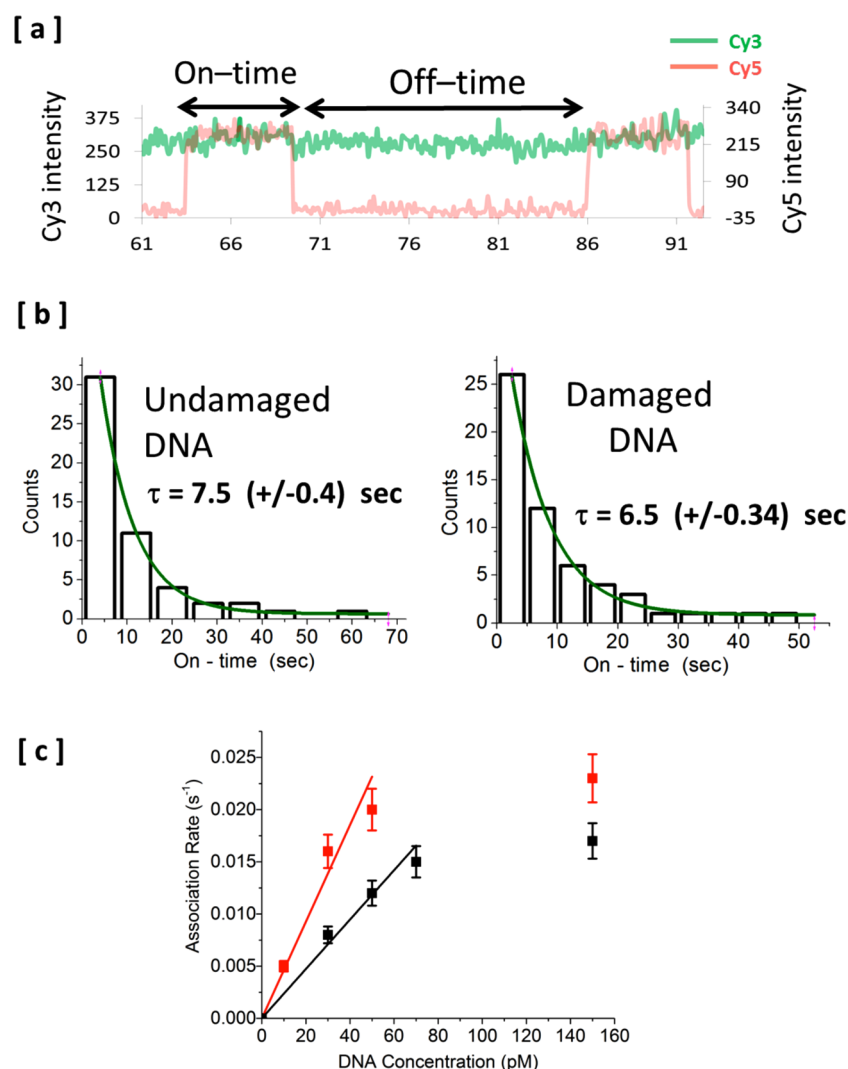 [ a ]
Cy3
Cy5
On–time
Off–time
Cy3 intensity
375
250
125
0
340
215
90
-35
Cy5 intensity
61 66 71 76 81 86 91
[ b ]
Counts
30
25
20
15
10
5
0
Undamaged
DNA
τ = 7.5 (+/-0.4) sec
0 10 20 30 40 50 60 70
On - time (sec)
Counts
25
20
15
10
5
0
Damaged
DNA
τ = 6.5 (+/-0.34) sec
0 10 20 30 40 50
On - time (sec)
[ c ]
Association Rate (s⁻¹)
0.025
0.020
0.015
0.010
0.005
0.000
0 20 40 60 80 100 120 140 160
DNA Concentration (pM)